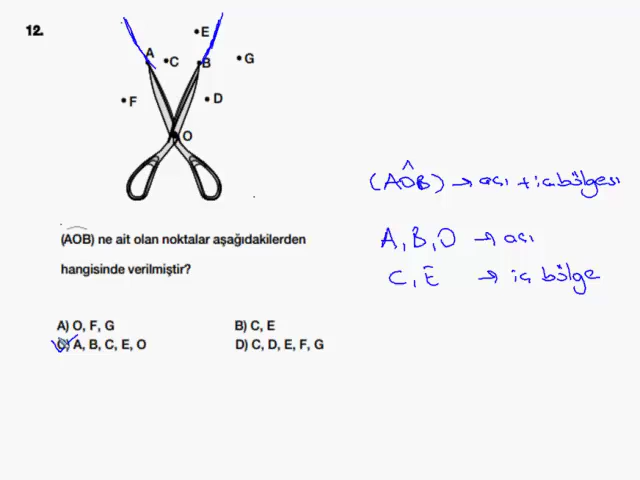 12.
E
A
C
B
G
F
D
O
(AÔB) → açı + iç bölgesi
(AOB) ne ait olan noktalar aşağıdakilerden
hangisinde verilmiştir?
A, B, O → açı
C, E → iç bölge
A) O, F, G
B) C, E
C) A, B, C, E, O
D) C, D, E, F, G